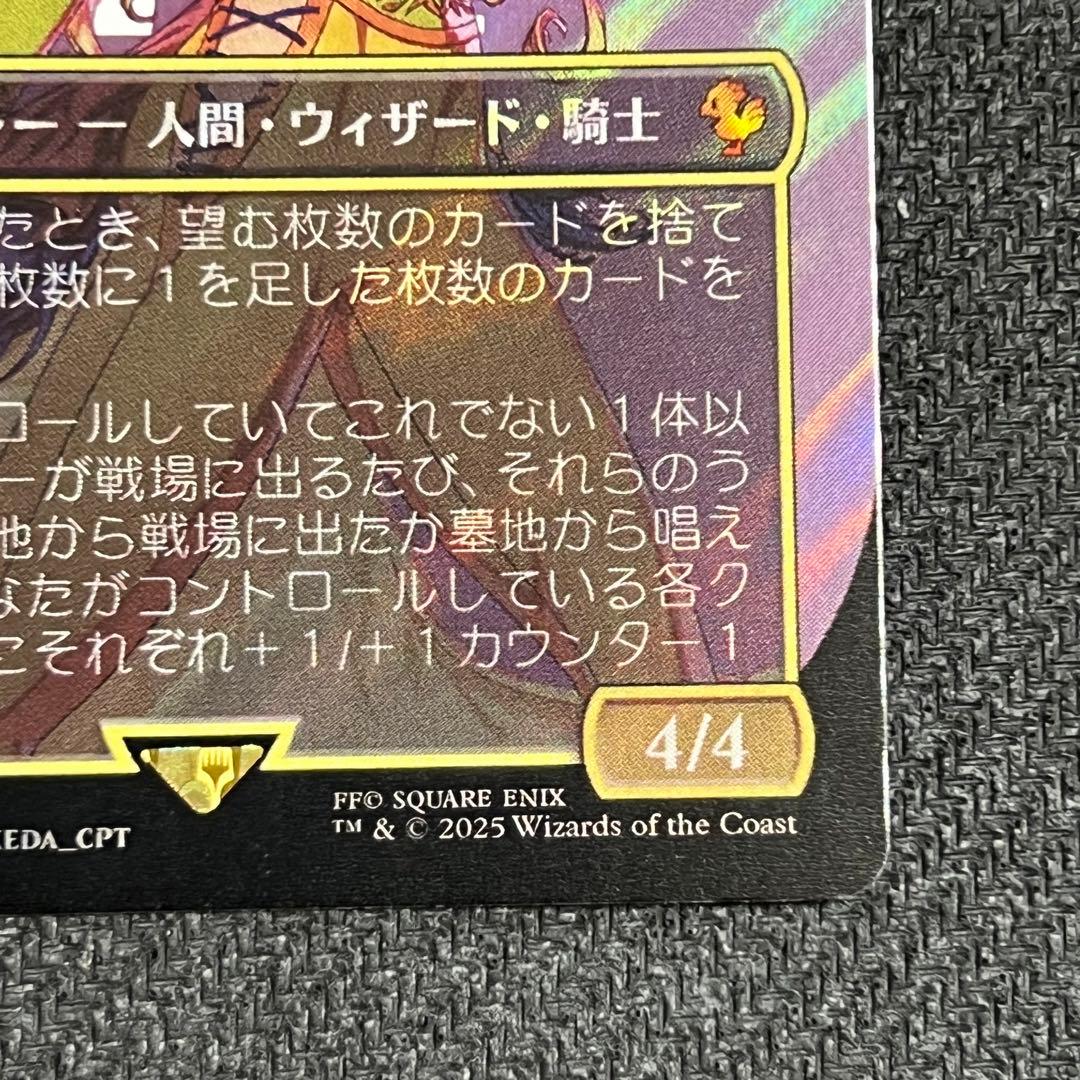 ー — 人間・ウィザード・騎士
たとき、望む枚数のカードを捨て
枚数に1を足した枚数のカードを
ロールしていてこれでない1体以
ーが戦場に出るたび、それらのう
地から戦場に出たか墓地から唱え
なたがコントロールしている各ク
こそれぞれ+1/+1カウンター1
4/4
FF© SQUARE ENIX
EDA_CPT
™ & © 2025 Wizards of the Coast